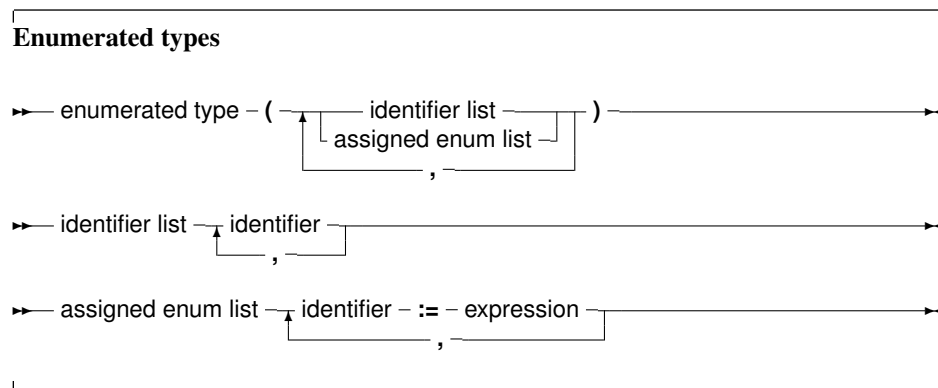 Enumerated types
enumerated type ( identifier list )
assigned enum list
,
identifier list identifier
,
assigned enum list identifier := expression
,